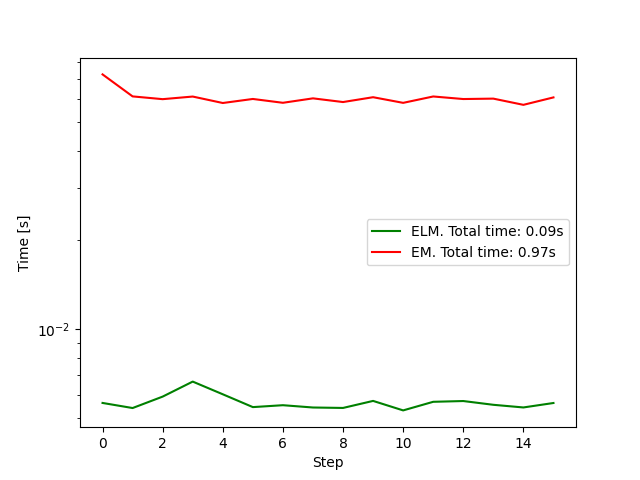 Time [s]
10⁻²
ELM. Total time: 0.09s
EM. Total time: 0.97s
0 2 4 6 8 10 12 14
Step